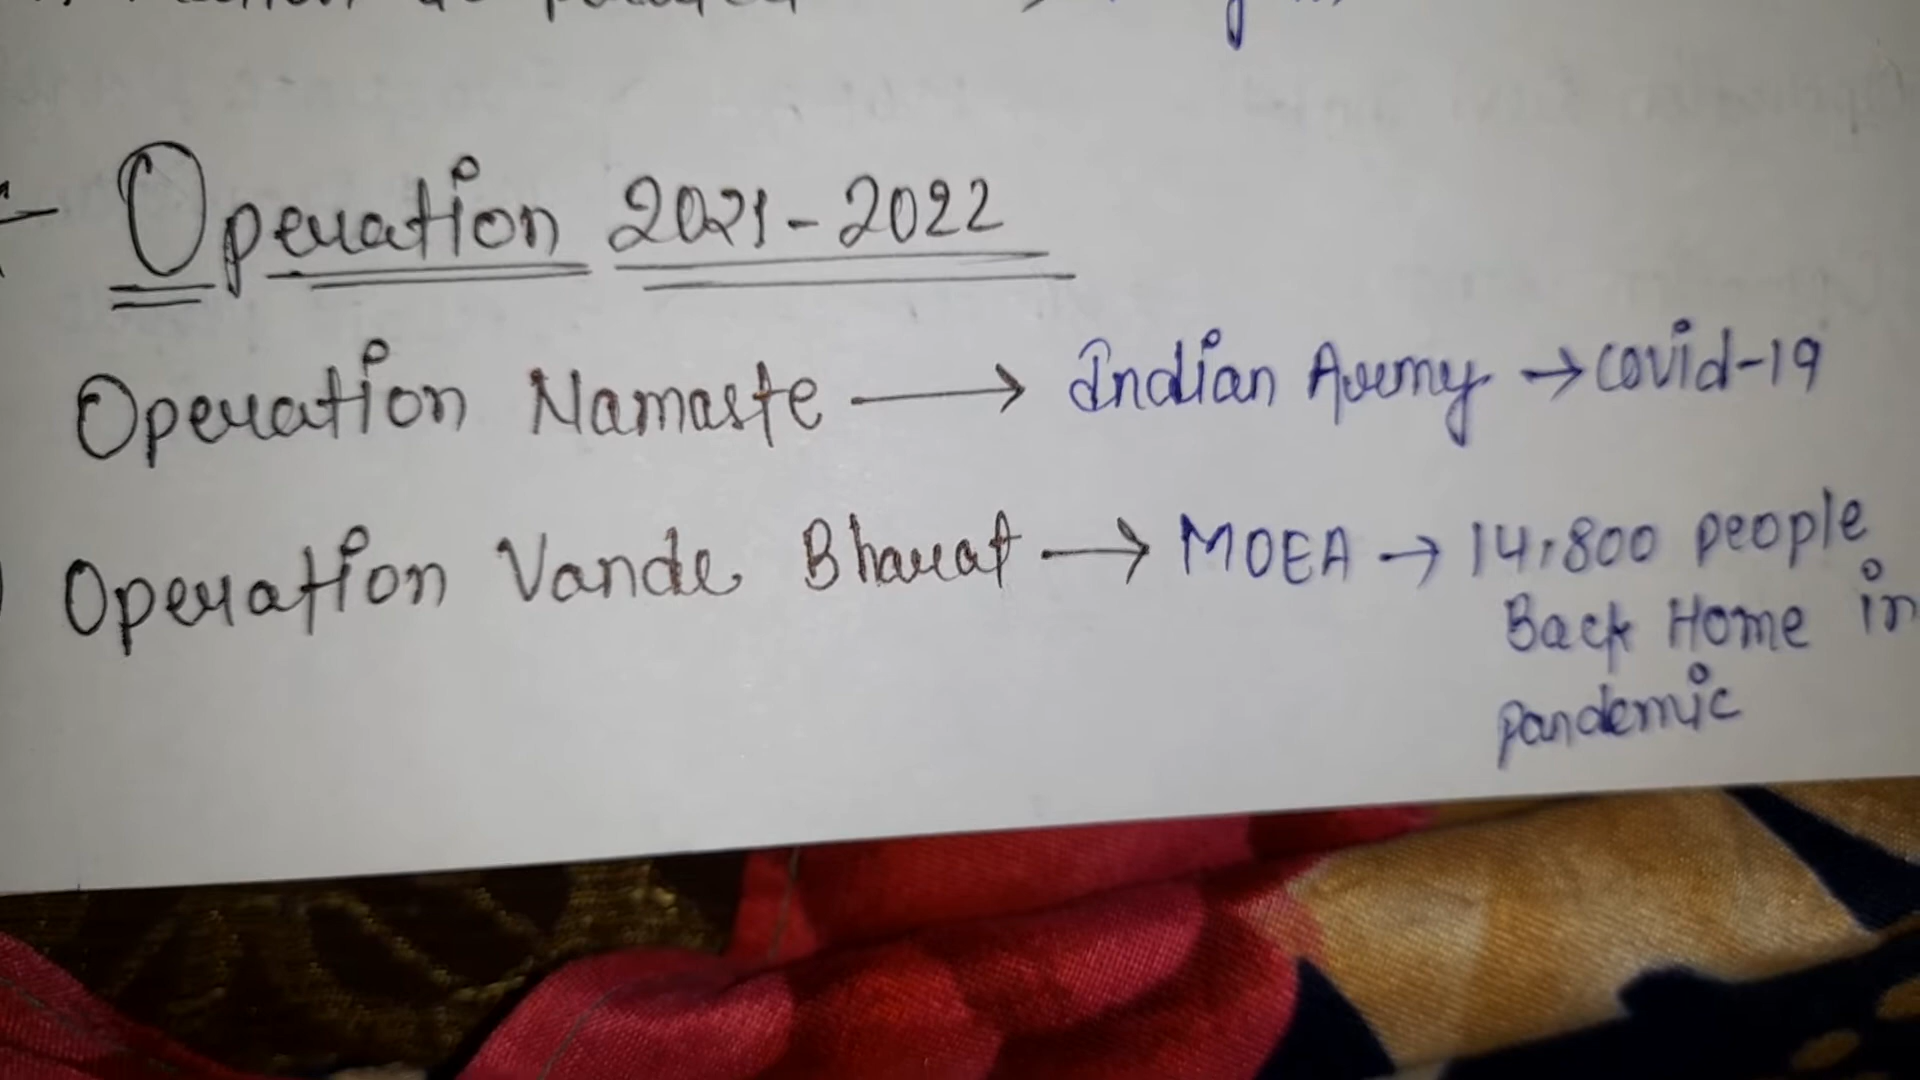 Operation 2021-2022
Operation Namaste → Indian Army → Covid-19
Operation Vande Bharat → MOEA → 14,800 people
Back Home in
pandemic